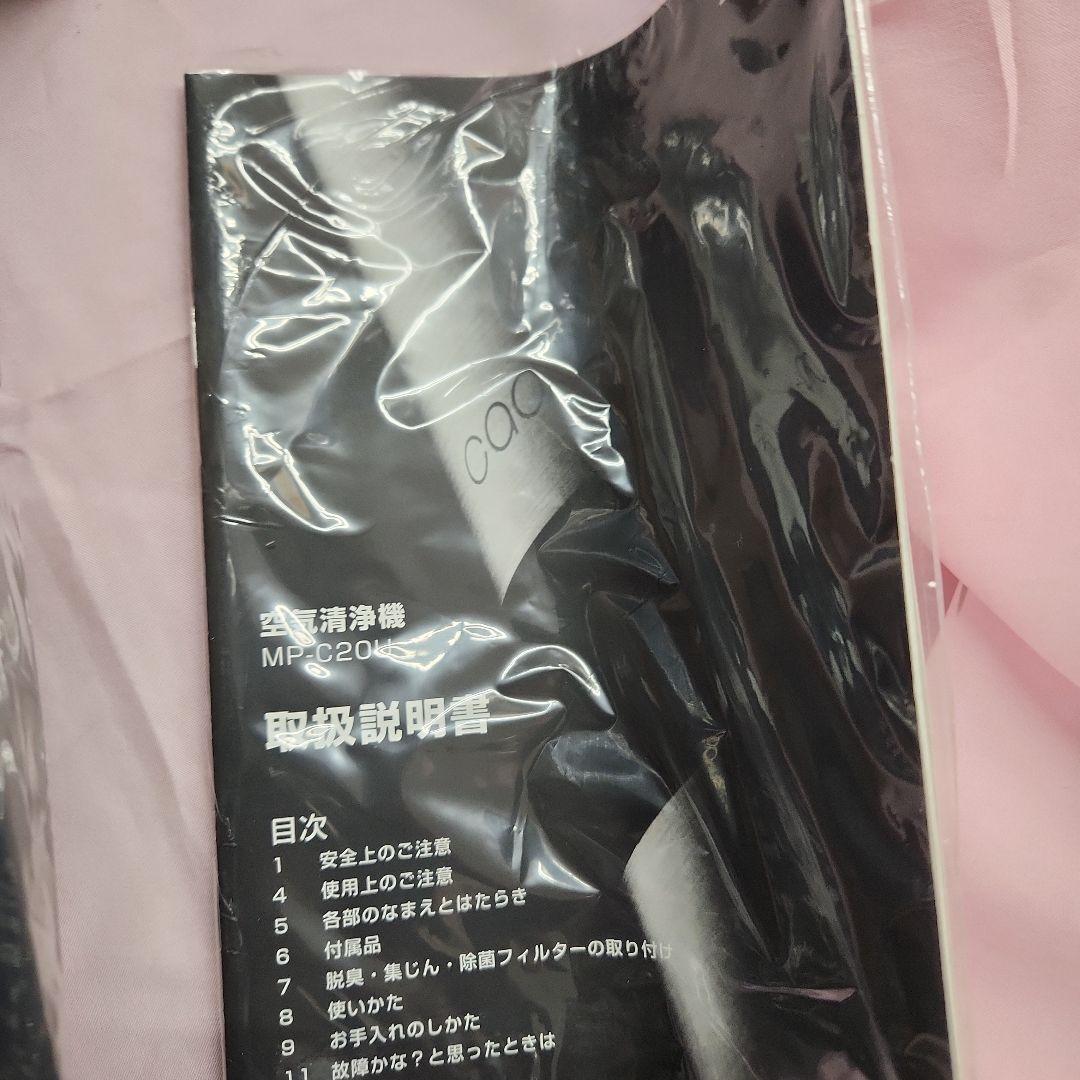 cado
空気清浄機
MP-C20U
取扱説明書
目次
1 安全上のご注意
4 使用上のご注意
5 各部のなまえとはたらき
6 付属品
7 脱臭・集じん・除菌フィルターの取り付け
8 使いかた
9 お手入れのしかた
11 故障かな？と思ったときは